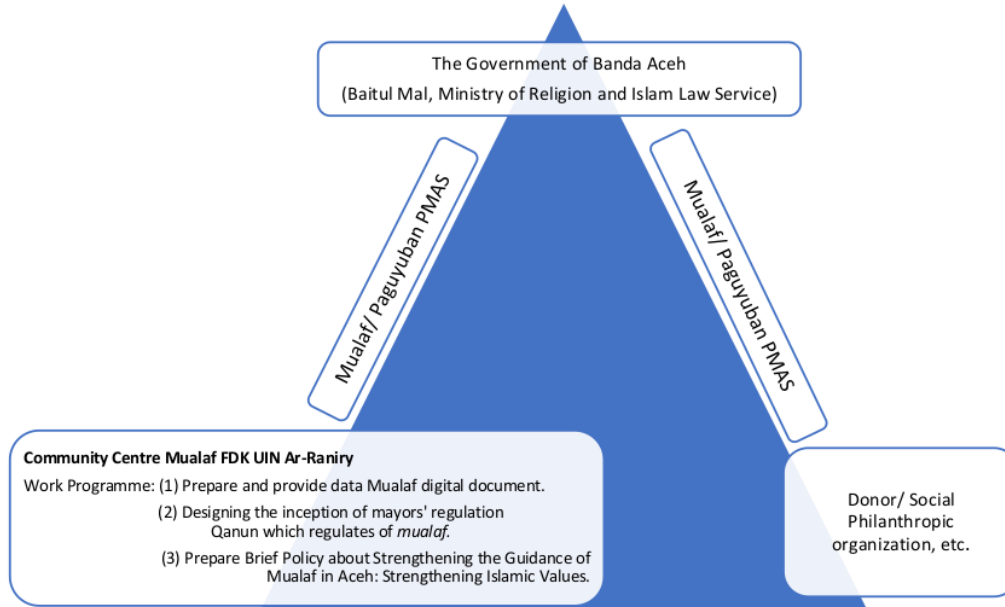 The Government of Banda Aceh
(Baitul Mal, Ministry of Religion and Islam Law Service)
Mualaf/ Paguyuban PMAS
Mualaf/ Paguyuban PMAS
Community Centre Mualaf FDK UIN Ar-Raniry
Work Programme: (1) Prepare and provide data Mualaf digital document.
(2) Designing the inception of mayors' regulation
Qanun which regulates of mualaf.
(3) Prepare Brief Policy about Strengthening the Guidance of
Mualaf in Aceh: Strengthening Islamic Values.
Donor/ Social
Philanthropic
organization, etc.